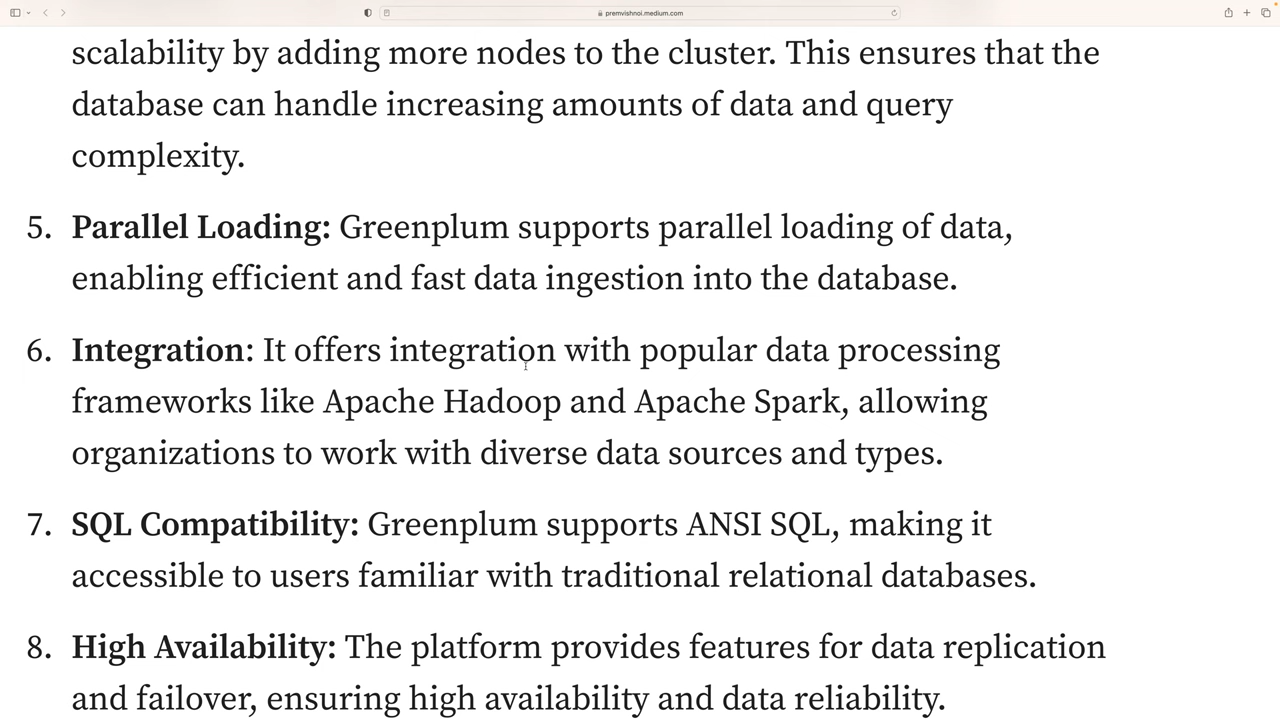 premvishnoi.medium.com
scalability by adding more nodes to the cluster. This ensures that the
database can handle increasing amounts of data and query
complexity.
5. Parallel Loading: Greenplum supports parallel loading of data,
enabling efficient and fast data ingestion into the database.
6. Integration: It offers integration with popular data processing
frameworks like Apache Hadoop and Apache Spark, allowing
organizations to work with diverse data sources and types.
7. SQL Compatibility: Greenplum supports ANSI SQL, making it
accessible to users familiar with traditional relational databases.
8. High Availability: The platform provides features for data replication
and failover, ensuring high availability and data reliability.